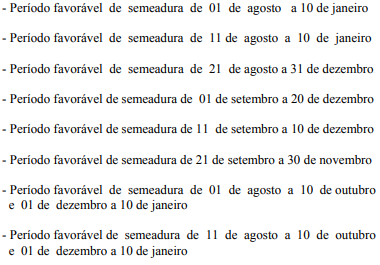 - Período favorável de semeadura de 01 de agosto a 10 de janeiro
- Período favorável de semeadura de 11 de agosto a 10 de janeiro
- Período favorável de semeadura de 21 de agosto a 31 de dezembro
- Período favorável de semeadura de 01 de setembro a 20 de dezembro
- Período favorável de semeadura de 11 de setembro a 10 de dezembro
- Período favorável de semeadura de 21 de setembro a 30 de novembro
- Período favorável de semeadura de 01 de agosto a 10 de outubro
e 01 de dezembro a 10 de janeiro
- Período favorável de semeadura de 11 de agosto a 10 de outubro
e 01 de dezembro a 10 de janeiro